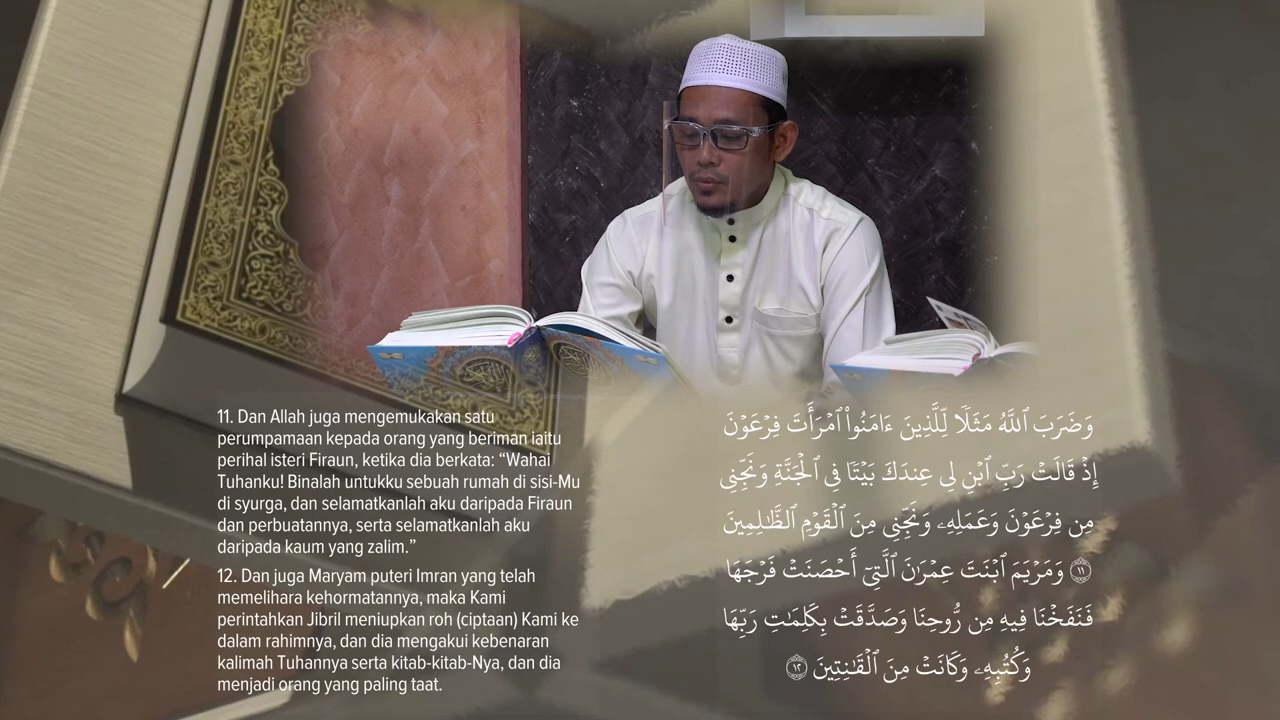 11. Dan Allah juga mengemukakan satu
perumpamaan kepada orang yang beriman iaitu
perihal isteri Firaun, ketika dia berkata: “Wahai
Tuhanku! Binalah untukku sebuah rumah di sisi-Mu
di syurga, dan selamatkanlah aku daripada Firaun
dan perbuatannya, serta selamatkanlah aku
daripada kaum yang zalim.”
12. Dan juga Maryam puteri Imran yang telah
memelihara kehormatannya, maka Kami
perintahkan Jibril meniupkan roh (ciptaan) Kami ke
dalam rahimnya, dan dia mengakui kebenaran
kalimah Tuhannya serta kitab-kitab-Nya, dan dia
menjadi orang yang paling taat.
وَضَرَبَ ٱللَّهُ مَثَلًا لِّلَّذِينَ ءَامَنُوا۟ ٱمْرَأَتَ فِرْعَوْنَ
إِذْ قَالَتْ رَبِّ ٱبْنِ لِى عِندَكَ بَيْتًا فِى ٱلْجَنَّةِ وَنَجِّنِى
مِن فِرْعَوْنَ وَعَمَلِهِۦ وَنَجِّنِى مِنَ ٱلْقَوْمِ ٱلظَّـٰلِمِينَ
۝١١ وَمَرْيَمَ ٱبْنَتَ عِمْرَٰنَ ٱلَّتِىٓ أَحْصَنَتْ فَرْجَهَا
فَنَفَخْنَا فِيهِ مِن رُّوحِنَا وَصَدَّقَتْ بِكَلِمَـٰتِ رَبِّهَا
وَكُتُبِهِۦ وَكَانَتْ مِنَ ٱلْقَـٰنِتِينَ ۝١٢